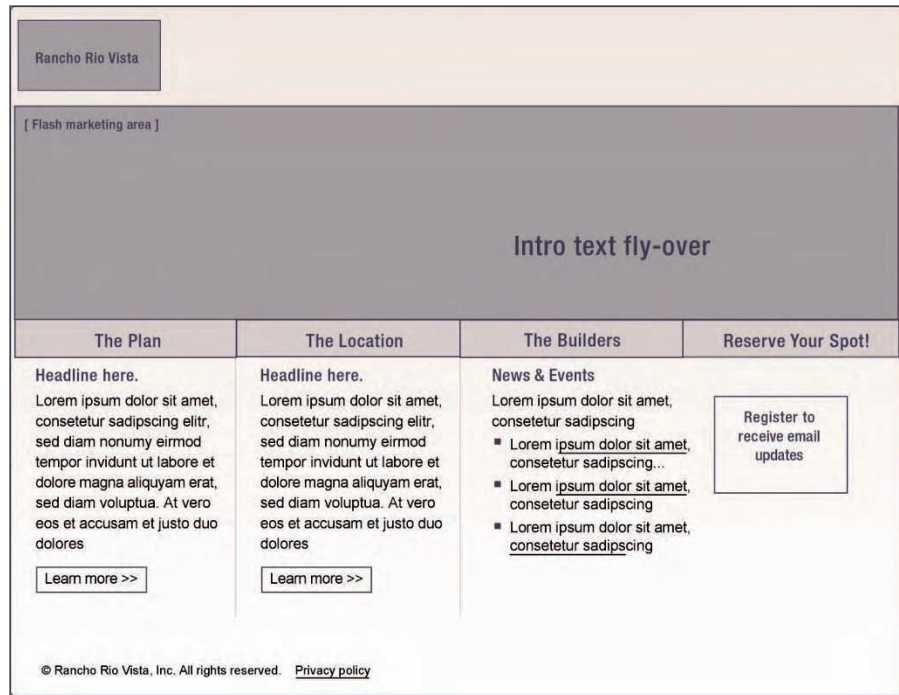 Rancho Rio Vista
[ Flash marketing area ]
Intro text fly-over
The Plan
The Location
The Builders
Reserve Your Spot!
Headline here.
Lorem ipsum dolor sit amet,
consetetur sadipscing elitr,
sed diam nonumy eirmod
tempor invidunt ut labore et
dolore magna aliquyam erat,
sed diam voluptua. At vero
eos et accusam et justo duo
dolores
Learn more >>
Headline here.
Lorem ipsum dolor sit amet,
consetetur sadipscing elitr,
sed diam nonumy eirmod
tempor invidunt ut labore et
dolore magna aliquyam erat,
sed diam voluptua. At vero
eos et accusam et justo duo
dolores
Learn more >>
News & Events
Lorem ipsum dolor sit amet,
consetetur sadipscing
Lorem ipsum dolor sit amet,
consetetur sadipscing...
Lorem ipsum dolor sit amet,
consetetur sadipscing
Lorem ipsum dolor sit amet,
consetetur sadipscing
Register to
receive email
updates
© Rancho Rio Vista, Inc. All rights reserved. Privacy policy